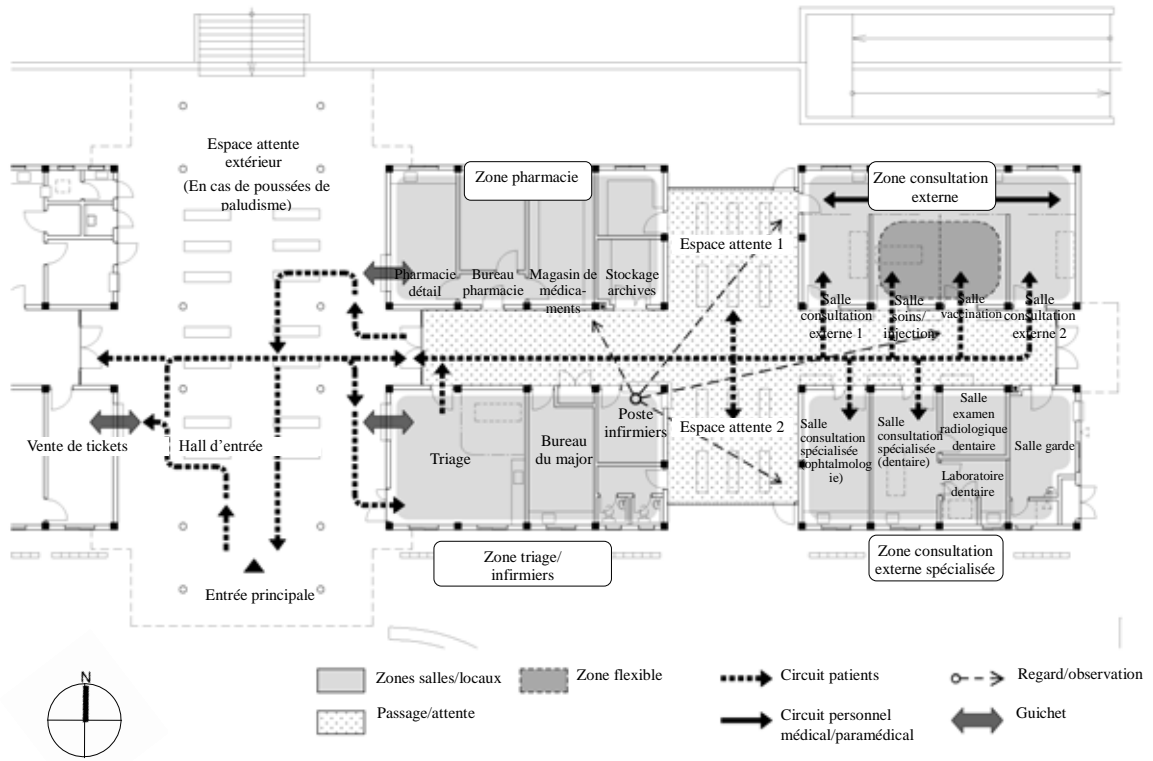 Espace attente
extérieur
(En cas de poussées de
paludisme)
Zone pharmacie
Zone consultation
externe
Espace attente 1
Pharmacie
détail
Bureau
pharmacie
Magasin de
médica-
ments
Stockage
archives
Salle
consultation
externe 1
Salle
soins/
injection
Salle
vaccination
Salle
consultation
externe 2
Vente de tickets
Hall d’entrée
Triage
Bureau
du major
Poste
infirmiers
Espace attente 2
Salle
consultation
spécialisée
(ophtalmolog
ie)
Salle
consultation
spécialisée
(dentaire)
Salle
examen
radiologique
dentaire
Laboratoire
dentaire
Salle garde
Zone triage/
infirmiers
Zone consultation
externe spécialisée
Entrée principale
N
Zones salles/locaux
Zone flexible
Circuit patients
Regard/observation
Passage/attente
Circuit personnel
médical/paramédical
Guichet